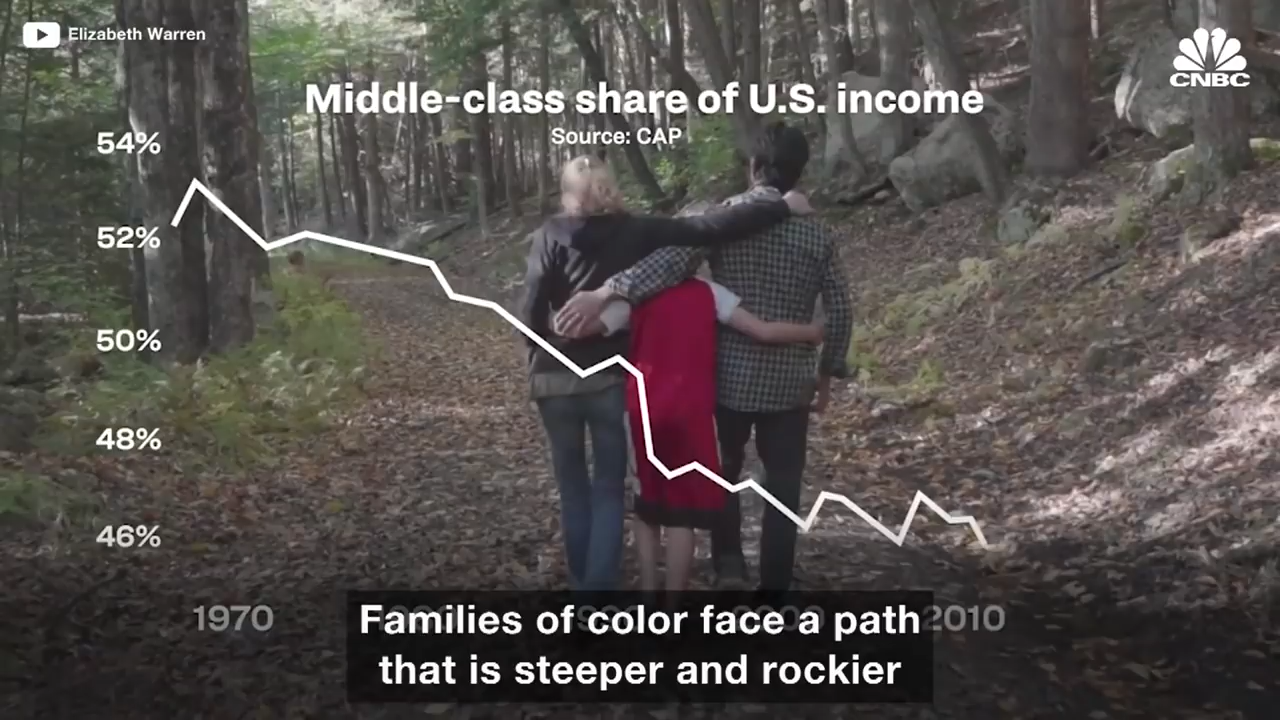 Elizabeth Warren
CNBC
Middle-class share of U.S. income
Source: CAP
54%
52%
50%
48%
46%
1970
2010
Families of color face a path
that is steeper and rockier